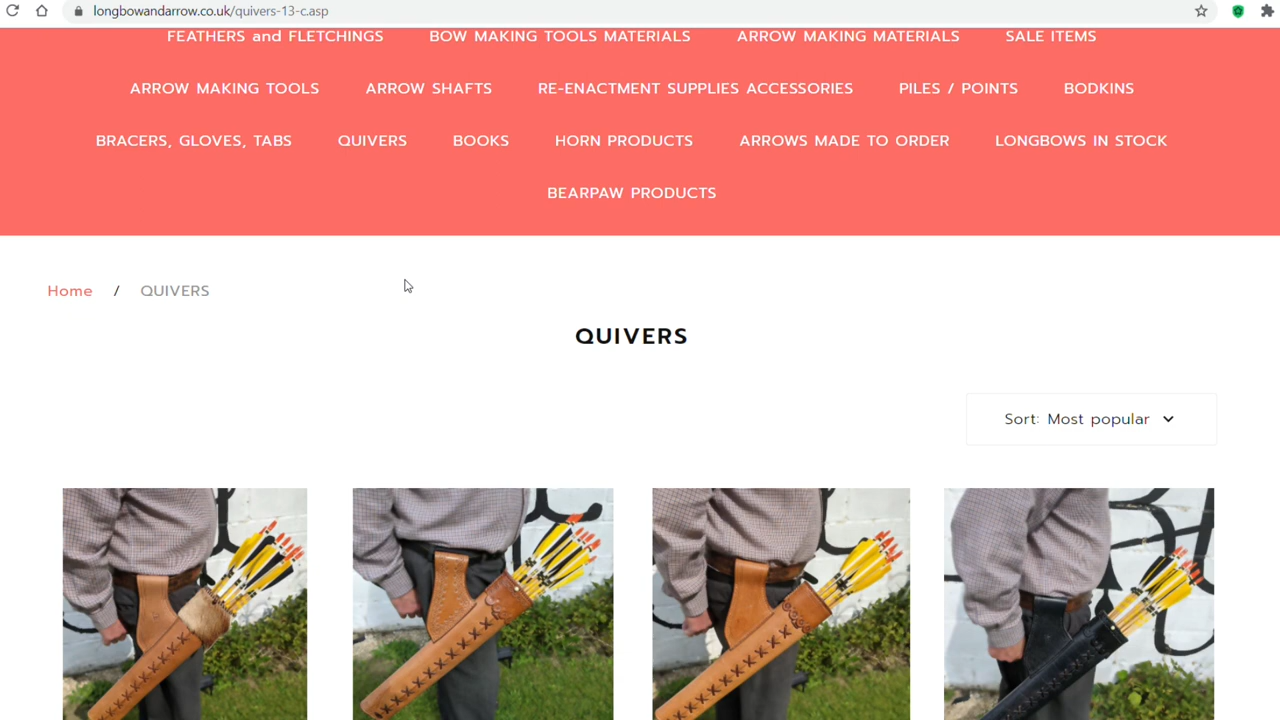 longbowandarrow.co.uk/quivers-13-c.asp
FEATHERS and FLETCHINGS BOW MAKING TOOLS MATERIALS ARROW MAKING MATERIALS SALE ITEMS
ARROW MAKING TOOLS ARROW SHAFTS RE-ENACTMENT SUPPLIES ACCESSORIES PILES / POINTS BODKINS
BRACERS, GLOVES, TABS QUIVERS BOOKS HORN PRODUCTS ARROWS MADE TO ORDER LONGBOWS IN STOCK
BEARPAW PRODUCTS
Home / QUIVERS
QUIVERS
Sort: Most popular